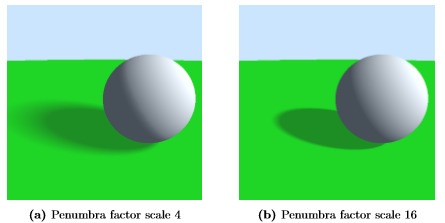 (a) Penumbra factor scale 4
(b) Penumbra factor scale 16